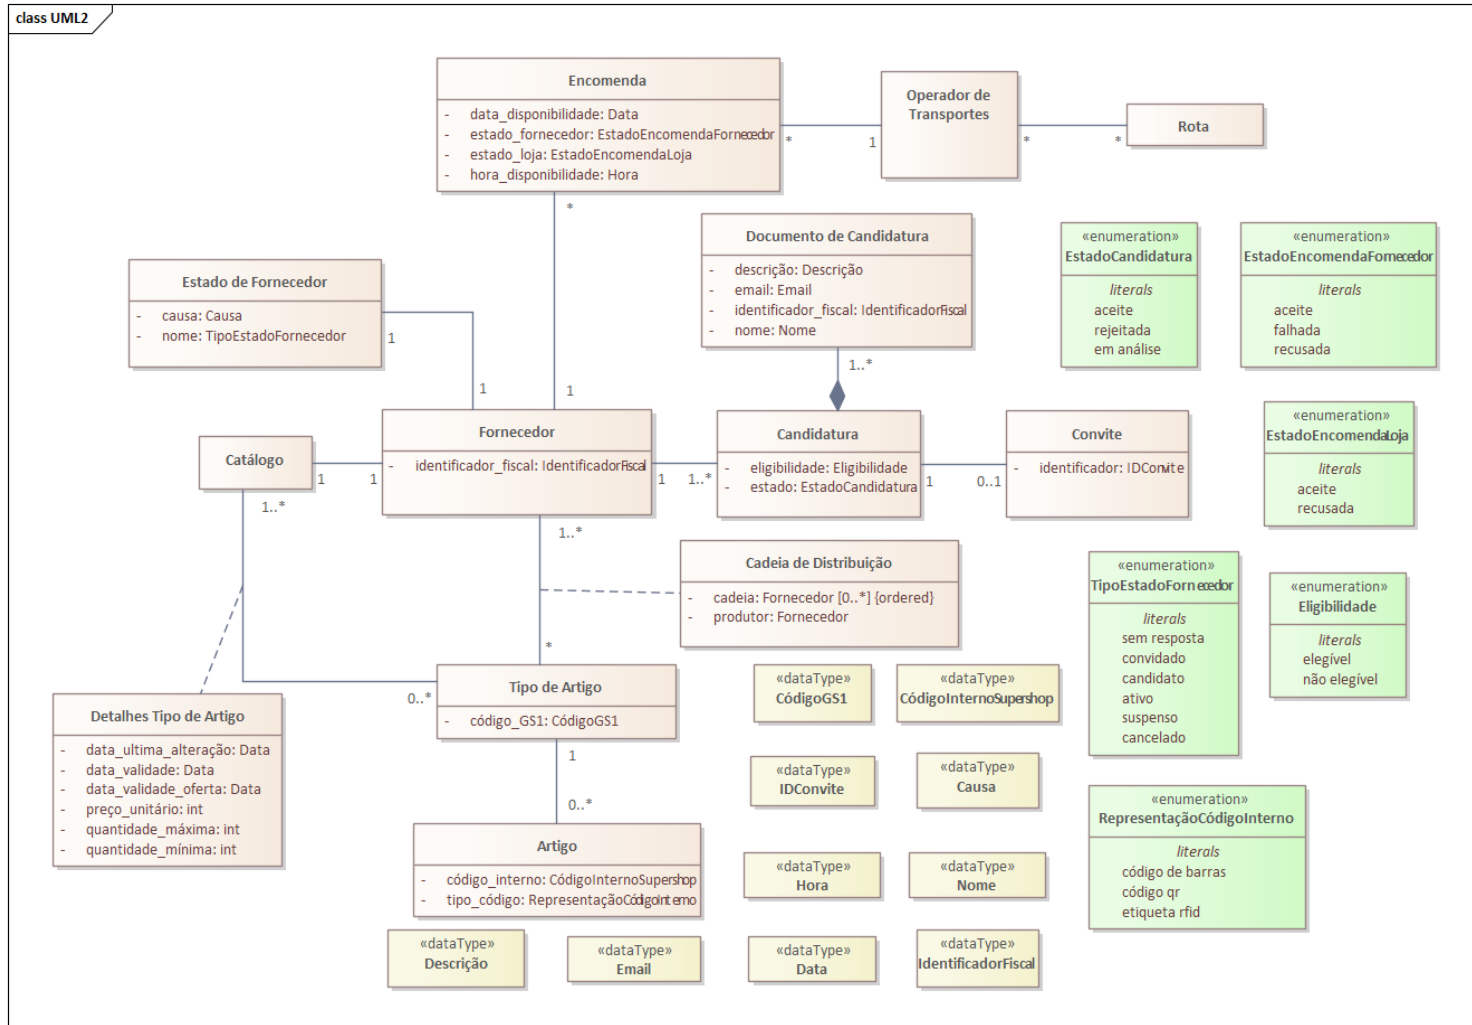 class UML2
Encomenda
- data_disponibilidade: Data
- estado_fornecedor: EstadoEncomendaFornecedor
- estado_loja: EstadoEncomendaLoja
- hora_disponibilidade: Hora
*
1
Operador de
Transportes
*
*
Rota
*
1
Documento de Candidatura
- descrição: Descrição
- email: Email
- identificador_fiscal: IdentificadorFiscal
- nome: Nome
1..*
«enumeration»
EstadoCandidatura
literals
aceite
rejeitada
em análise
«enumeration»
EstadoEncomendaFornecedor
literals
aceite
falhada
recusada
Estado de Fornecedor
- causa: Causa
- nome: TipoEstadoFornecedor
1
1
Catálogo
1
1
1..*
Fornecedor
- identificador_fiscal: IdentificadorFiscal
1
1..*
1..*
Candidatura
- eligibilidade: Eligibilidade
- estado: EstadoCandidatura
1
0..1
Convite
- identificador: IDConvite
«enumeration»
EstadoEncomendaLoja
literals
aceite
recusada
Cadeia de Distribuição
- cadeia: Fornecedor [0..*] {ordered}
- produtor: Fornecedor
«enumeration»
TipoEstadoFornecedor
literals
sem resposta
convidado
candidato
ativo
suspenso
cancelado
«enumeration»
Eligibilidade
literals
elegível
não elegível
*
0..*
Tipo de Artigo
- código_GS1: CódigoGS1
1
0..*
Detalhes Tipo de Artigo
- data_ultima_alteração: Data
- data_validade: Data
- data_validade_oferta: Data
- preço_unitário: int
- quantidade_máxima: int
- quantidade_mínima: int
Artigo
- código_interno: CódigoInternoSupershop
- tipo_código: RepresentaçãoCódigoInterno
«dataType»
CódigoGS1
«dataType»
CódigoInternoSupershop
«dataType»
IDConvite
«dataType»
Causa
«enumeration»
RepresentaçãoCódigoInterno
literals
código de barras
código qr
etiqueta rfid
«dataType»
Hora
«dataType»
Nome
«dataType»
Descrição
«dataType»
Email
«dataType»
Data
«dataType»
IdentificadorFiscal